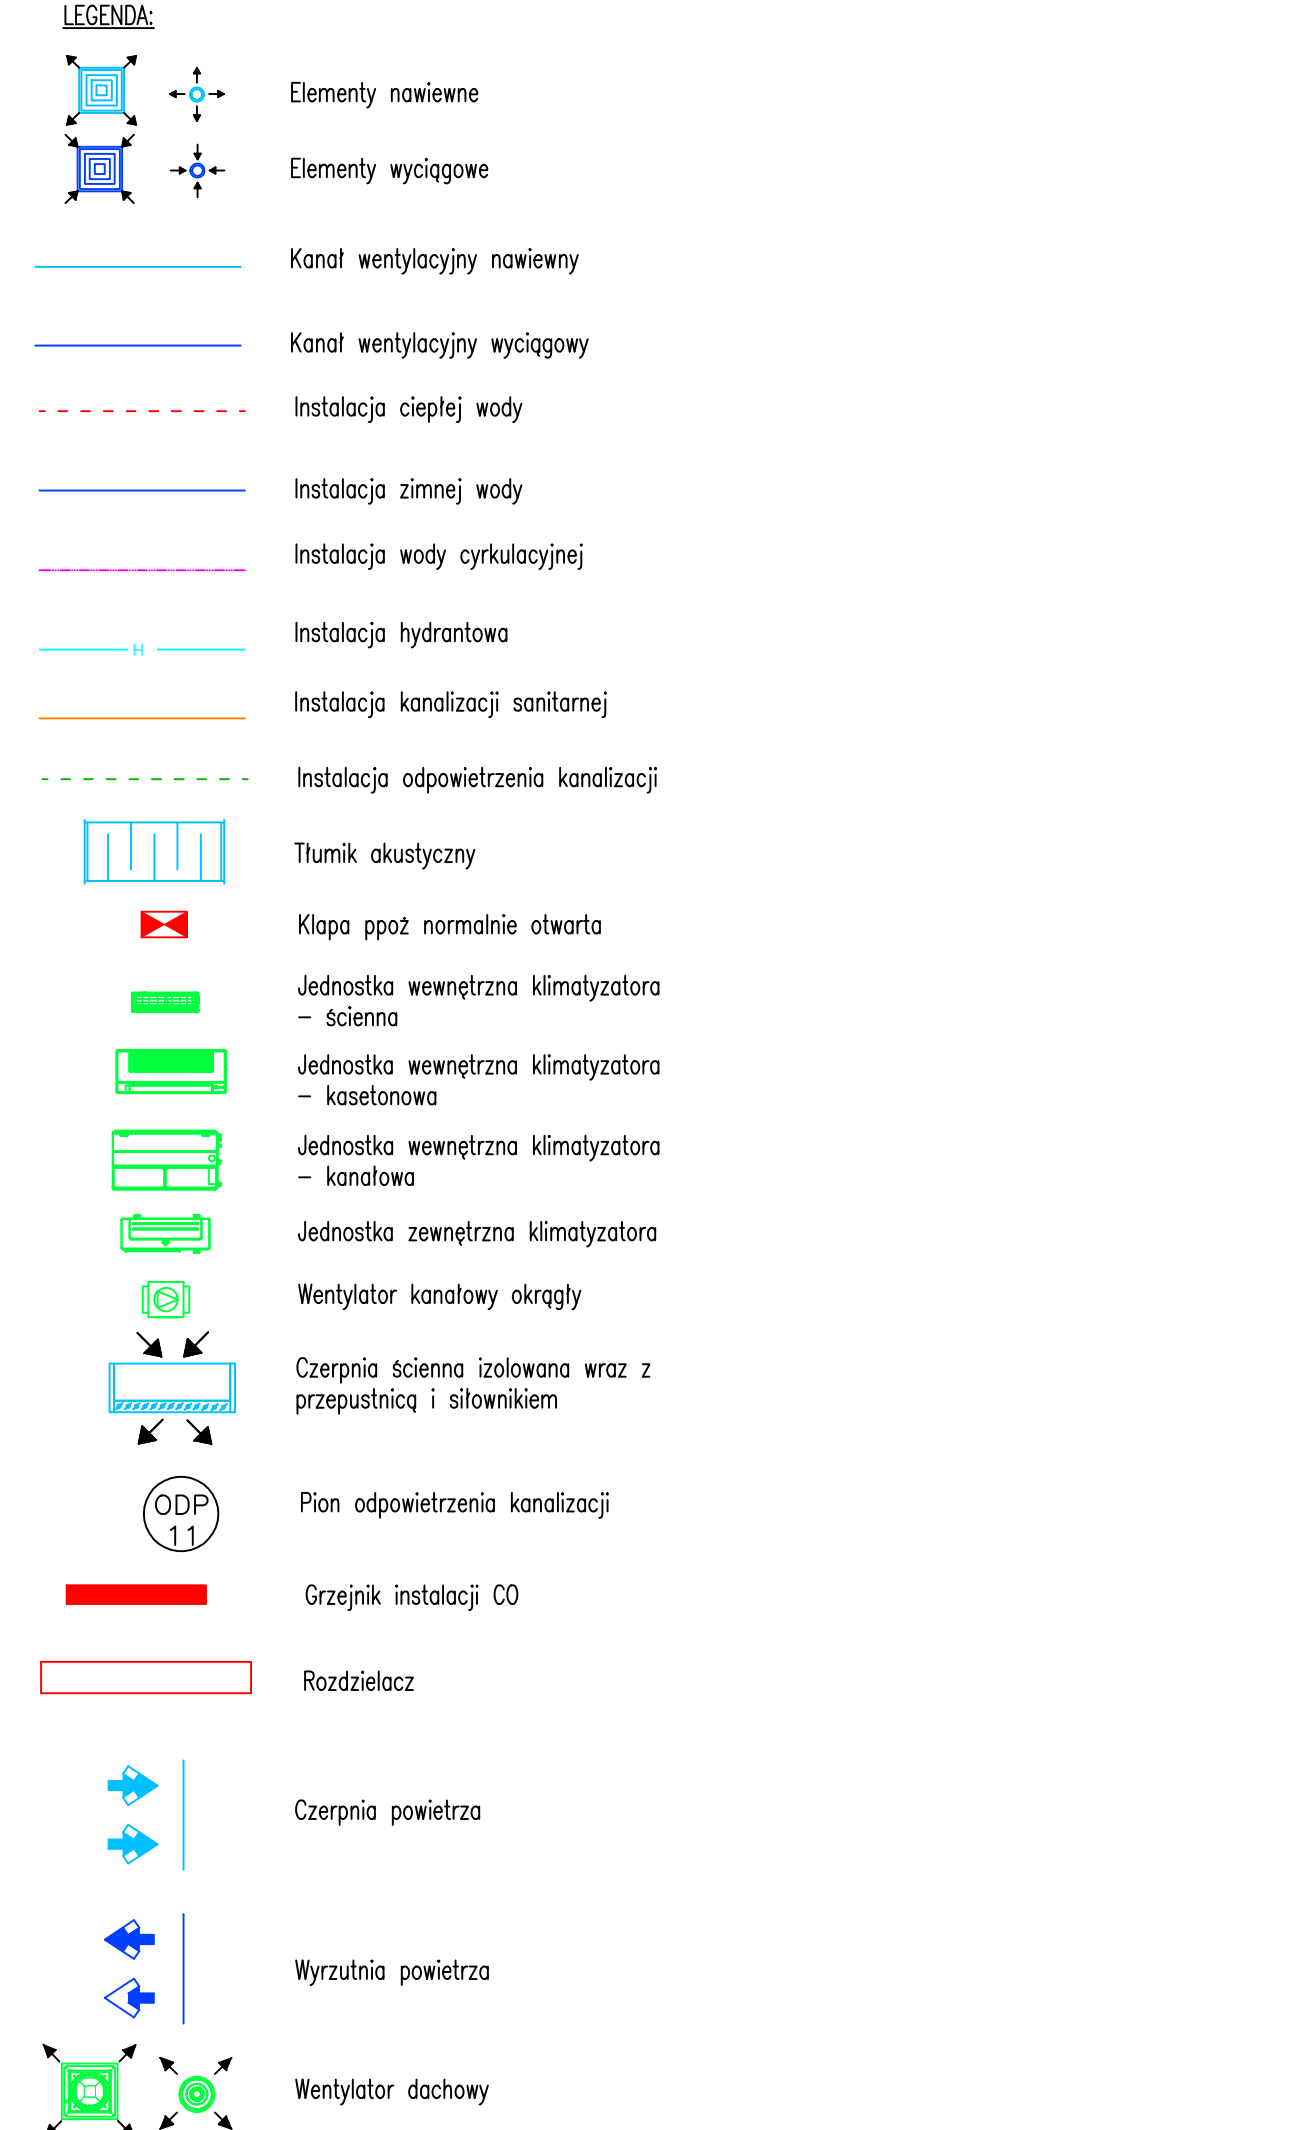 LEGENDA:
Elementy nawiewne
Elementy wyciągowe
Kanał wentylacyjny nawiewny
Kanał wentylacyjny wyciągowy
Instalacja ciepłej wody
Instalacja zimnej wody
Instalacja wody cyrkulacyjnej
Instalacja hydrantowa
H
Instalacja kanalizacji sanitarnej
Instalacja odpowietrzenia kanalizacji
Tłumik akustyczny
Klapa ppoż normalnie otwarta
Jednostka wewnętrzna klimatyzatora
– ścienna
Jednostka wewnętrzna klimatyzatora
– kasetonowa
Jednostka wewnętrzna klimatyzatora
– kanałowa
Jednostka zewnętrzna klimatyzatora
Wentylator kanałowy okrągły
Czerpnia ścienna izolowana wraz z
przepustnicą i siłownikiem
ODP
11
Pion odpowietrzenia kanalizacji
Grzejnik instalacji CO
Rozdzielacz
Czerpnia powietrza
Wyrzutnia powietrza
Wentylator dachowy